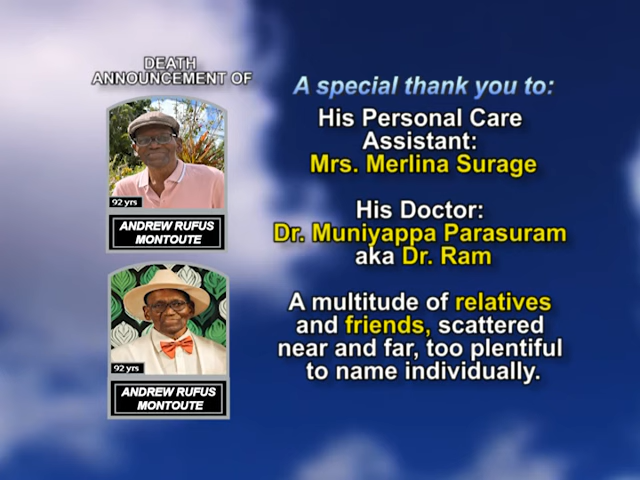 DEATH
ANNOUNCEMENT OF
92 yrs
ANDREW RUFUS
MONTOUTE
92 yrs
ANDREW RUFUS
MONTOUTE
A special thank you to:
His Personal Care
Assistant:
Mrs. Merlina Surage
His Doctor:
Dr. Muniyappa Parasuram
aka Dr. Ram
A multitude of relatives
and friends, scattered
near and far, too plentiful
to name individually.